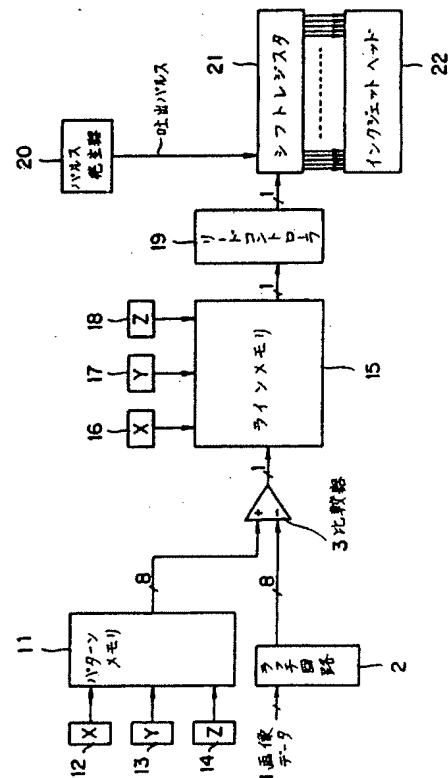 20
パルス
発生器
吐出パルス
21
シフトレジスタ
インクジェットヘッド
22
19
リードコントローラ
1
1
16
X
17
Y
18
Z
ラインメモリ
15
1
+
-
3 比較器
8
8
11
パターン
メモリ
12
X
13
Y
14
Z
ラッチ
回路
2
1 画像
データ